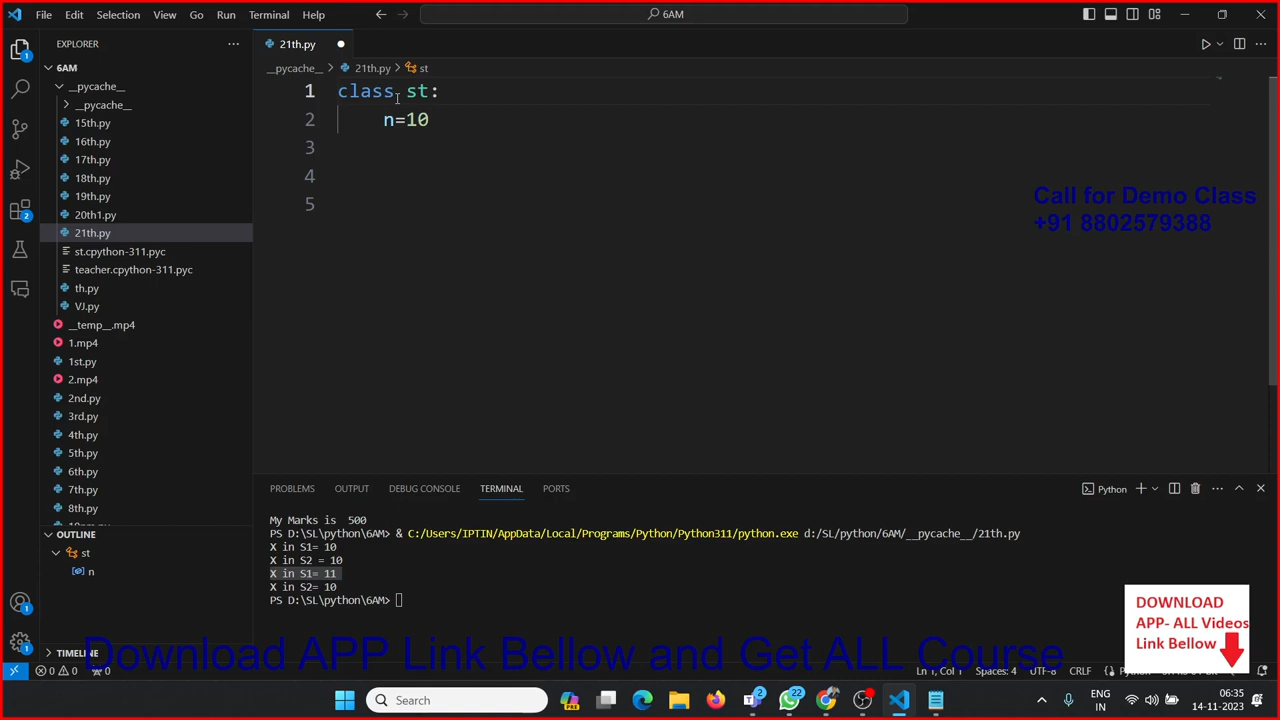 File Edit Selection View Go Run Terminal Help
6AM
EXPLORER
6AM
__pycache__
__pycache__
15th.py
16th.py
17th.py
18th.py
19th.py
20th1.py
21th.py
st.cpython-311.pyc
teacher.cpython-311.pyc
th.py
VJ.py
__temp__.mp4
1.mp4
1st.py
2.mp4
2nd.py
3rd.py
4th.py
5th.py
6th.py
7th.py
8th.py
OUTLINE
st
n
TIMELINE
21th.py
__pycache__ > 21th.py > st
1 class st:
2 n=10
3
4
5
Call for Demo Class
+91 8802579388
PROBLEMS OUTPUT DEBUG CONSOLE TERMINAL PORTS
Python
My Marks is 500
PS D:\SL\python\6AM> & C:/Users/IPTIN/AppData/Local/Programs/Python/Python311/python.exe d:/SL/python/6AM/__pycache__/21th.py
X in S1= 10
X in S2 = 10
X in S1= 11
X in S2= 10
PS D:\SL\python\6AM>
DOWNLOAD
APP- ALL Videos
Link Bellow
Download APP Link Bellow and Get ALL Course
0 0 0
Ln 1, Col 1 Spaces: 4 UTF-8 CRLF Python
Search
2
22
ENG
IN
06:35
14-11-2023